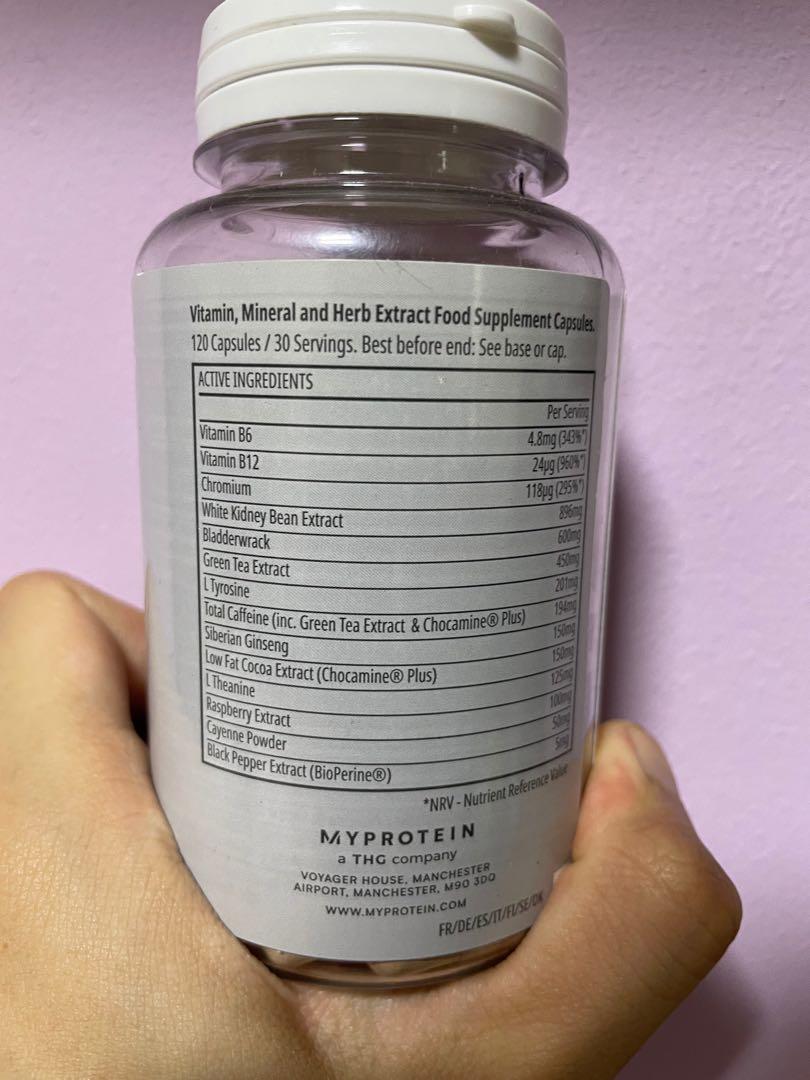 Vitamin, Mineral and Herb Extract Food Supplement Capsules.
120 Capsules / 30 Servings. Best before end: See base or cap.
ACTIVE INGREDIENTS
Per Serving
Vitamin B6 4.8mg (343%*)
Vitamin B12 24µg (960%*)
Chromium 118µg (295%*)
White Kidney Bean Extract 896mg
Bladderwrack 600mg
Green Tea Extract 450mg
L Tyrosine 201mg
Total Caffeine (inc. Green Tea Extract & Chocamine® Plus) 194mg
Siberian Ginseng 150mg
Low Fat Cocoa Extract (Chocamine® Plus) 150mg
L Theanine 125mg
Raspberry Extract 100mg
Cayenne Powder 50mg
Black Pepper Extract (BioPerine®) 5mg
*NRV - Nutrient Reference Value
MYPROTEIN
a THG company
VOYAGER HOUSE, MANCHESTER
AIRPORT, MANCHESTER, M90 3DQ
WWW.MYPROTEIN.COM
FR/DE/ES/IT/FI/SE/DK